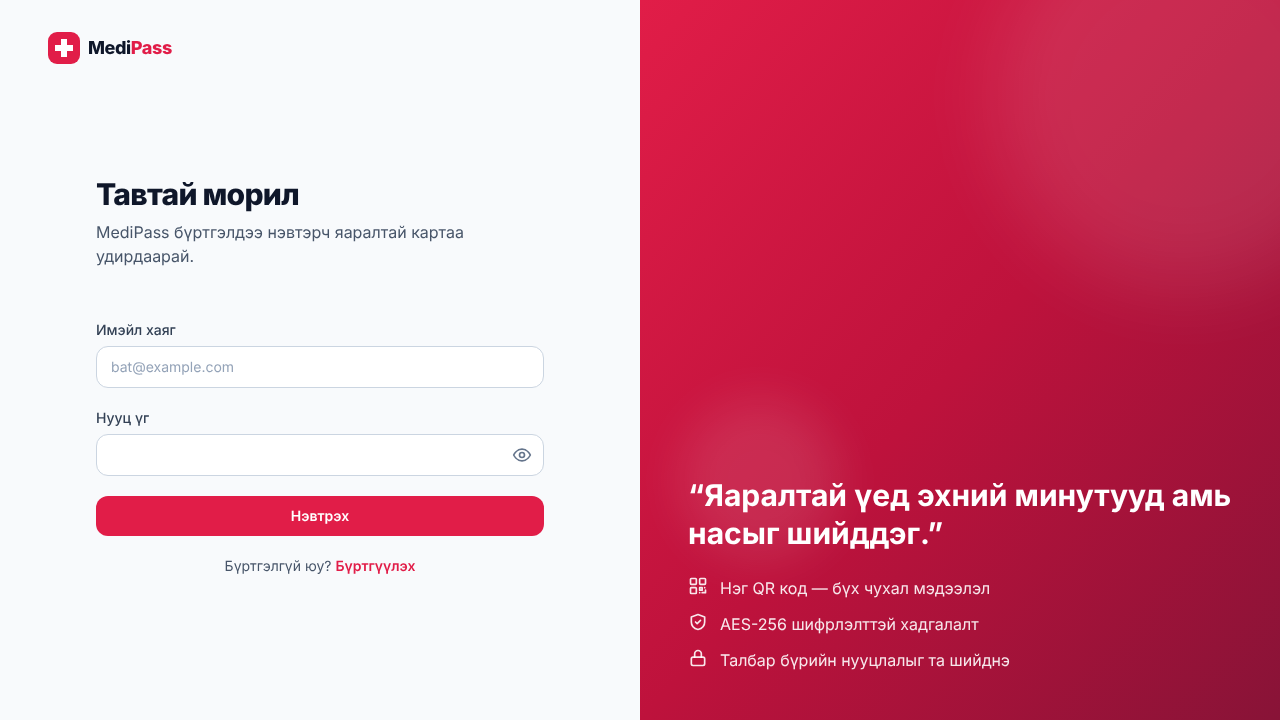 MediPass
Тавтай морил
MediPass бүртгэлдээ нэвтэрч яаралтай картаа
удирдаарай.
Имэйл хаяг
bat@example.com
Нууц үг
Нэвтрэх
Бүртгэлгүй юу? Бүртгүүлэх
“Яаралтай үед эхний минутууд амь
насыг шийддэг.”
Нэг QR код — бүх чухал мэдээлэл
AES-256 шифрлэлттэй хадгалалт
Талбар бүрийн нууцлалыг та шийднэ